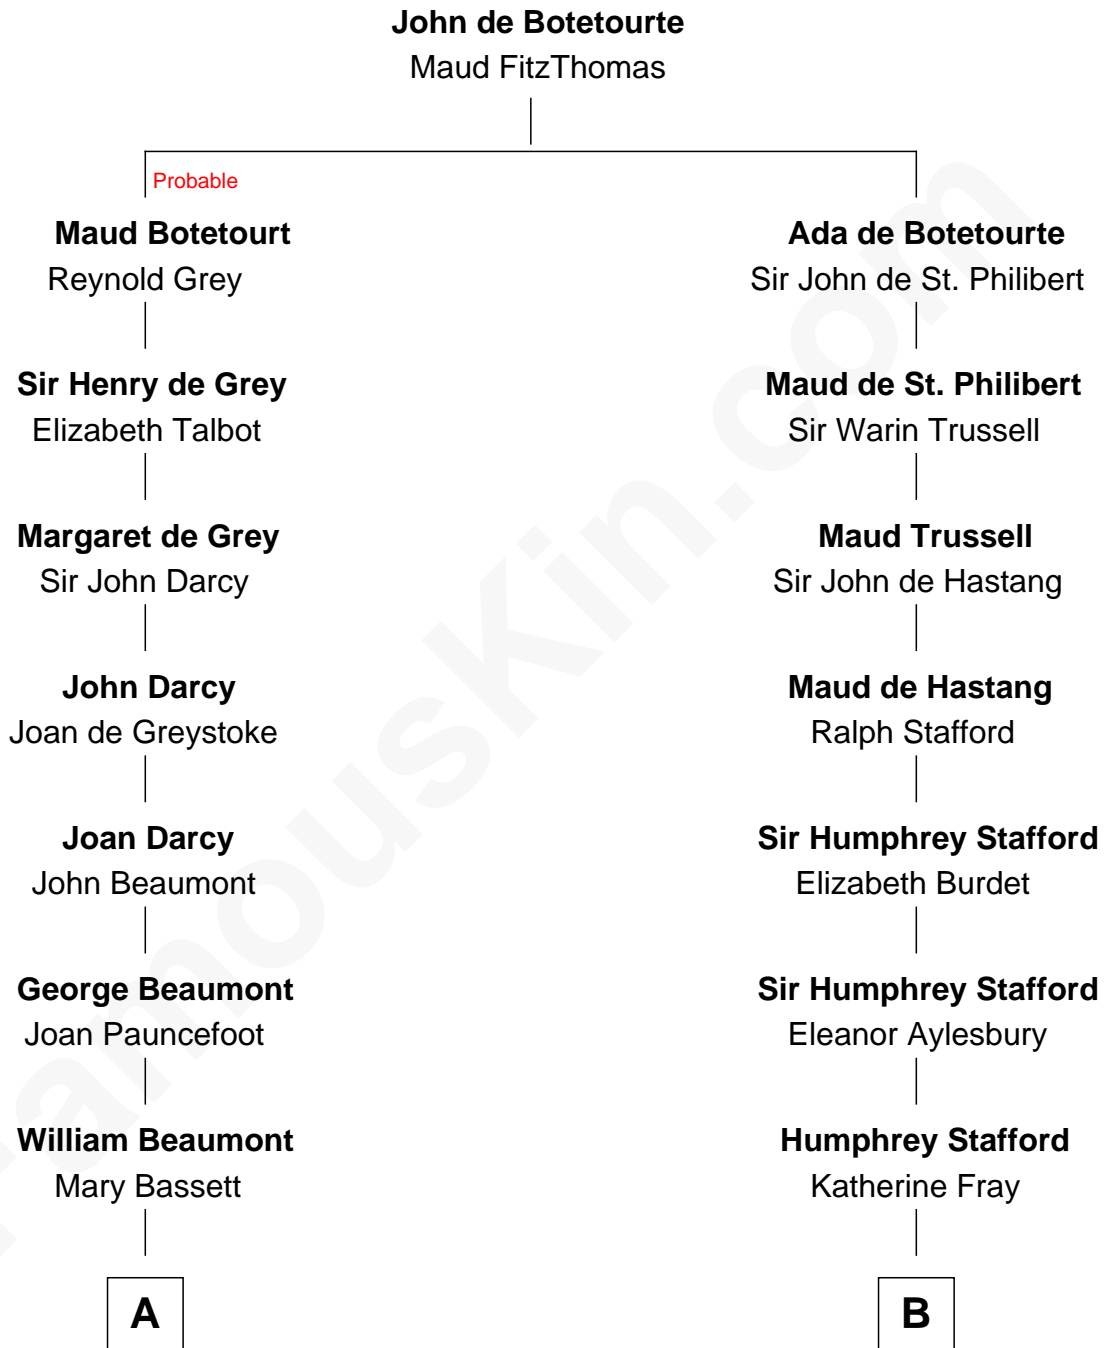 John de Botetourte
Maud FitzThomas
Probable
Maud Botetourt
Reynold Grey
Ada de Botetourte
Sir John de St. Philibert
Sir Henry de Grey
Elizabeth Talbot
Maud de St. Philibert
Sir Warin Trussell
Margaret de Grey
Sir John Darcy
Maud Trussell
Sir John de Hastang
John Darcy
Joan de Greystoke
Maud de Hastang
Ralph Stafford
Joan Darcy
John Beaumont
Sir Humphrey Stafford
Elizabeth Burdet
George Beaumont
Joan Pauncefoot
Sir Humphrey Stafford
Eleanor Aylesbury
William Beaumont
Mary Bassett
Humphrey Stafford
Katherine Fray
A
B
FamousKin.com